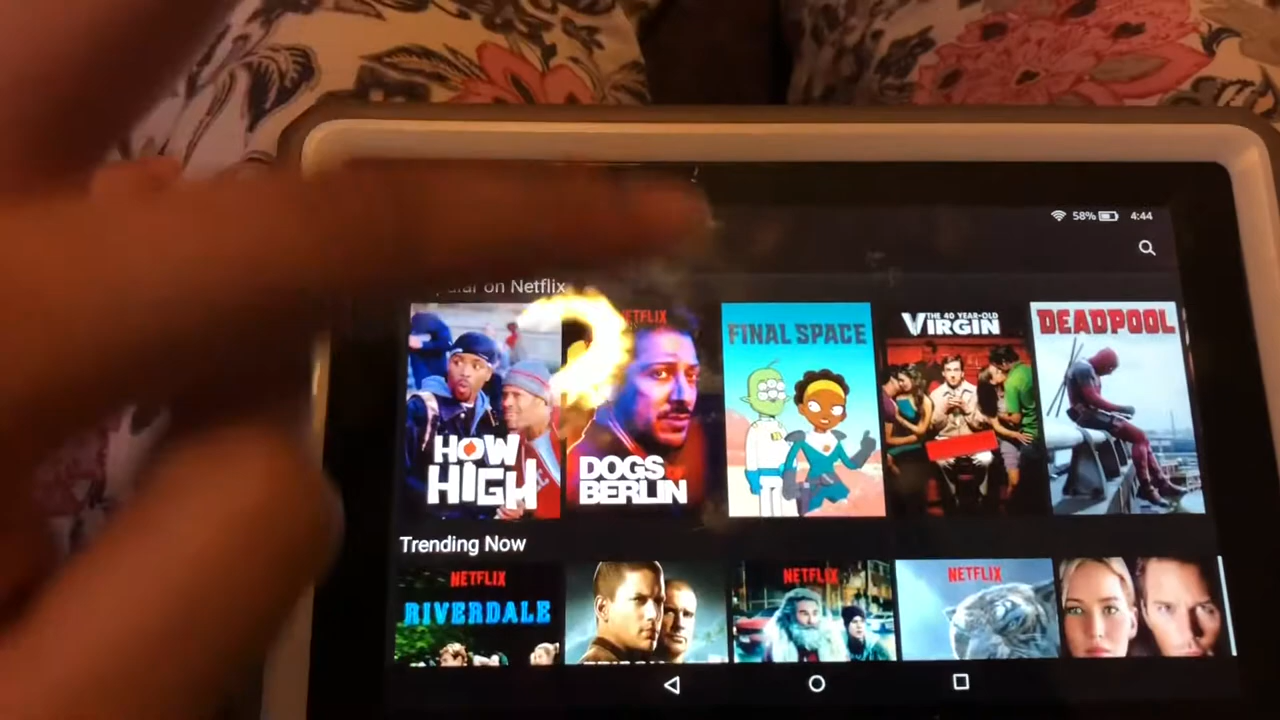 58% 4:44
ular on Netflix
HOW HIGH
NETFLIX
DOGS
BERLIN
FINAL SPACE
THE 40 YEAR-OLD
VIRGIN
DEADPOOL
Trending Now
NETFLIX
RIVERDALE
NETFLIX
NETFLIX